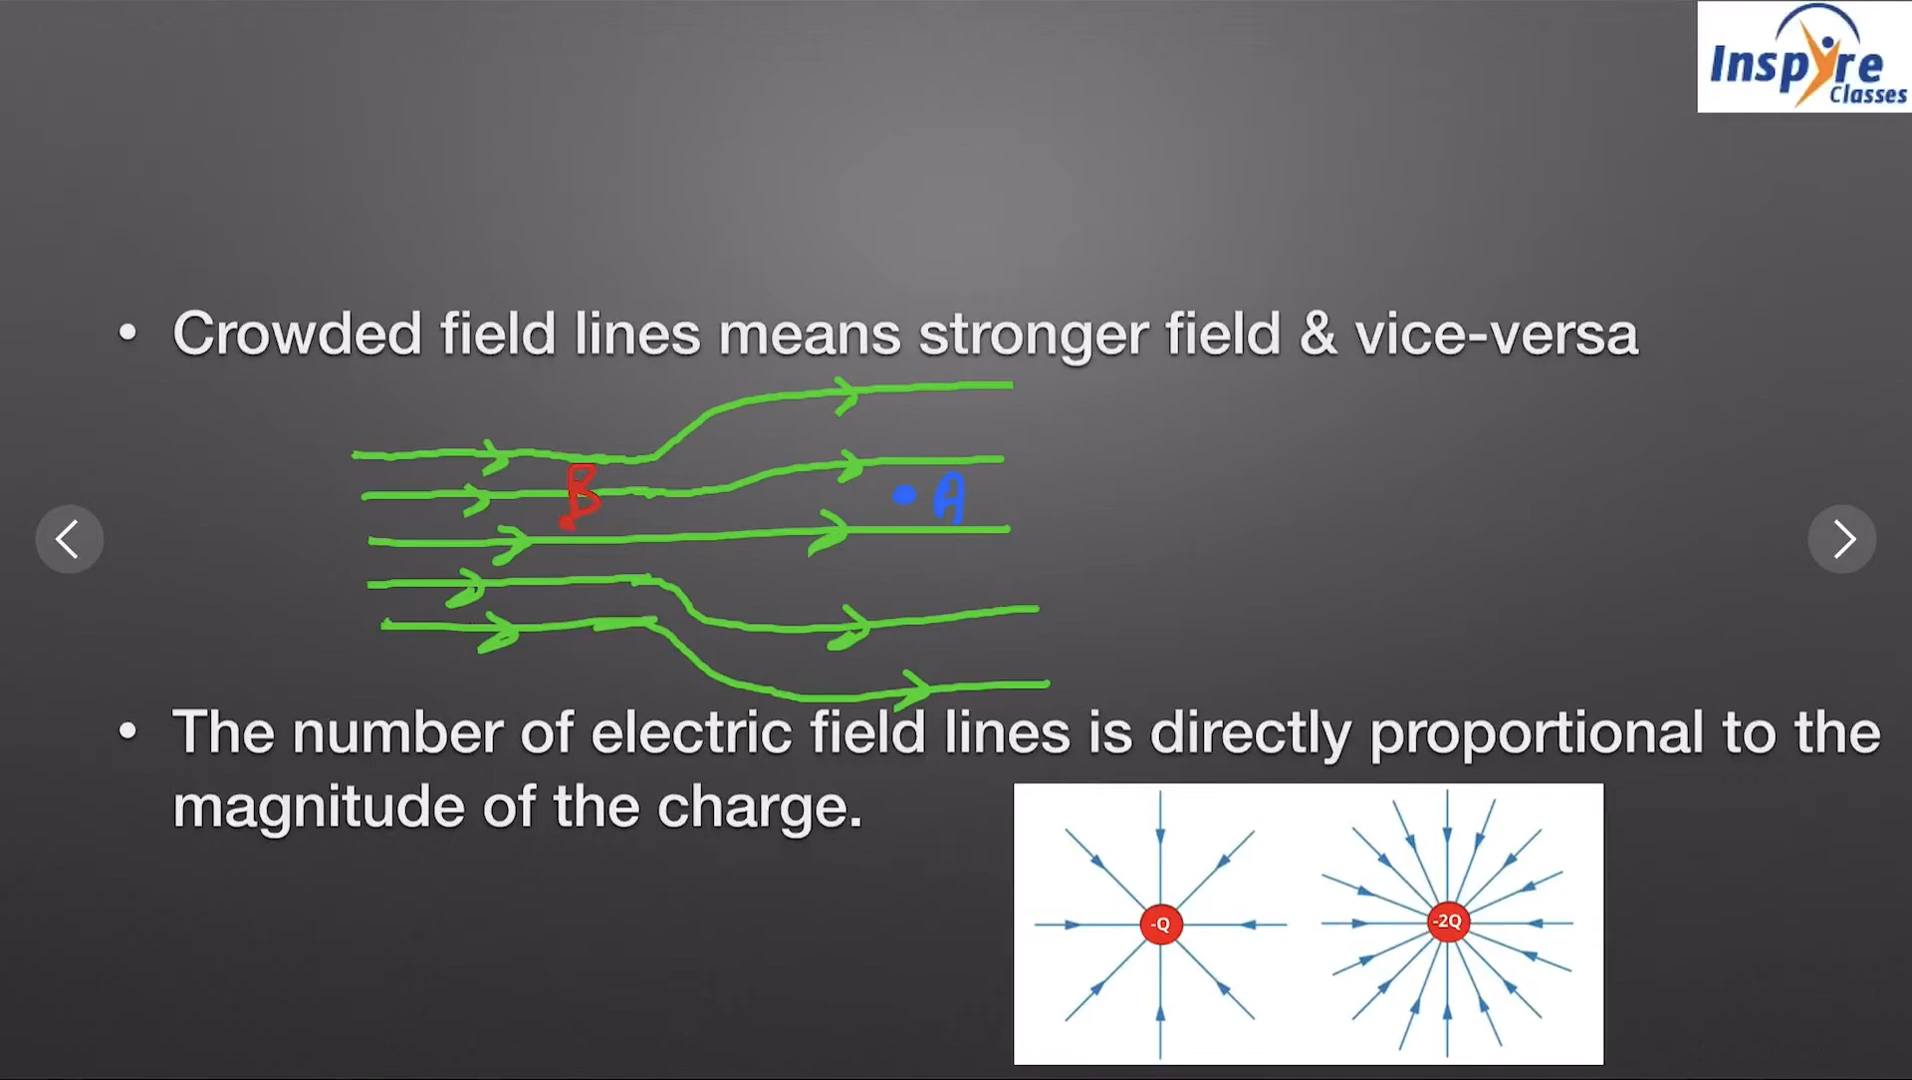 Inspire
Classes
• Crowded field lines means stronger field & vice-versa
B
A
• The number of electric field lines is directly proportional to the
magnitude of the charge.
-Q
-2Q